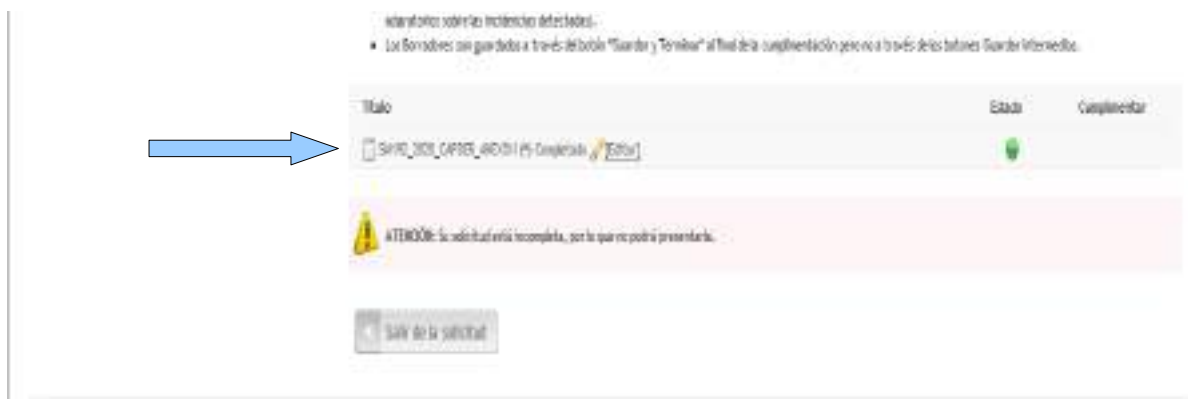 aclaratorios sobre las incidencias detectadas).
• Los Borradores son guardados a través del botón "Guardar y Terminar" al final de la cumplimentación pero no a través de los botones Guardar intermedios.
Título Estado Cumplimentar
(*) Completado [Editar]
ATENCIÓN: Su solicitud está incompleta, por lo que no podrá presentarla.
Salir de la solicitud